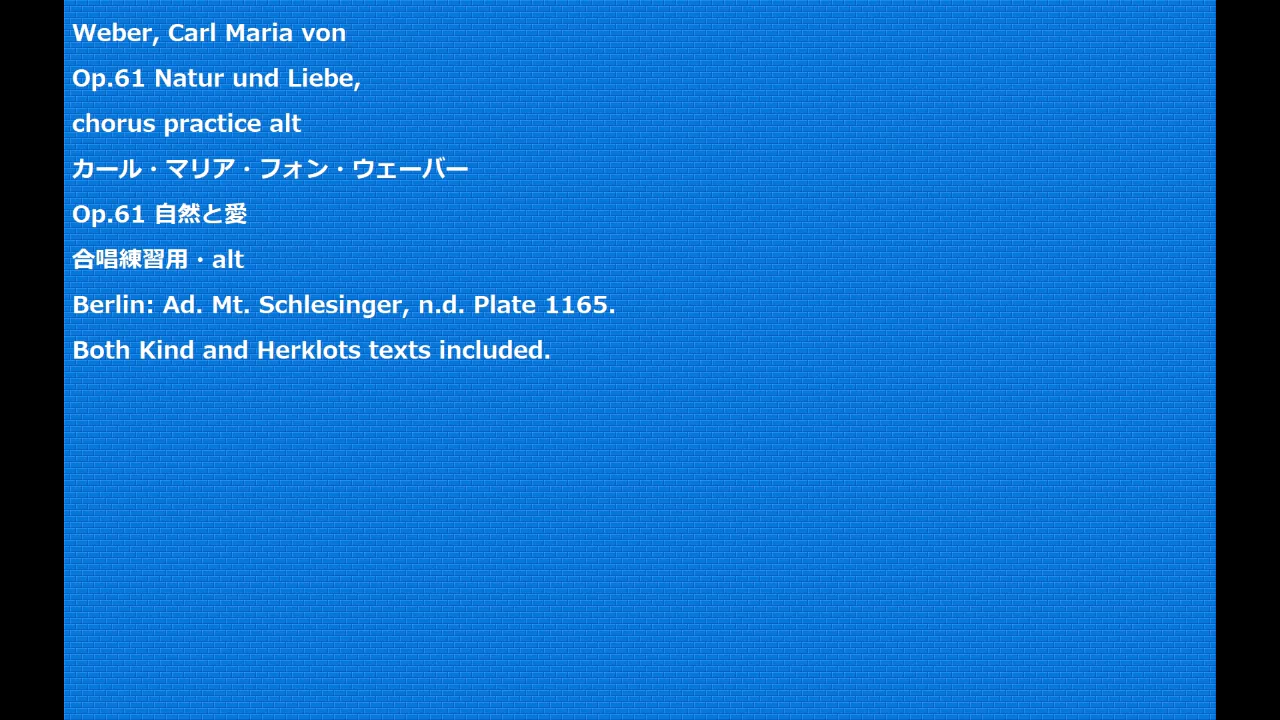 Weber, Carl Maria von
Op.61 Natur und Liebe,
chorus practice alt
カール・マリア・フォン・ウェーバー
Op.61 自然と愛
合唱練習用・alt
Berlin: Ad. Mt. Schlesinger, n.d. Plate 1165.
Both Kind and Herklots texts included.